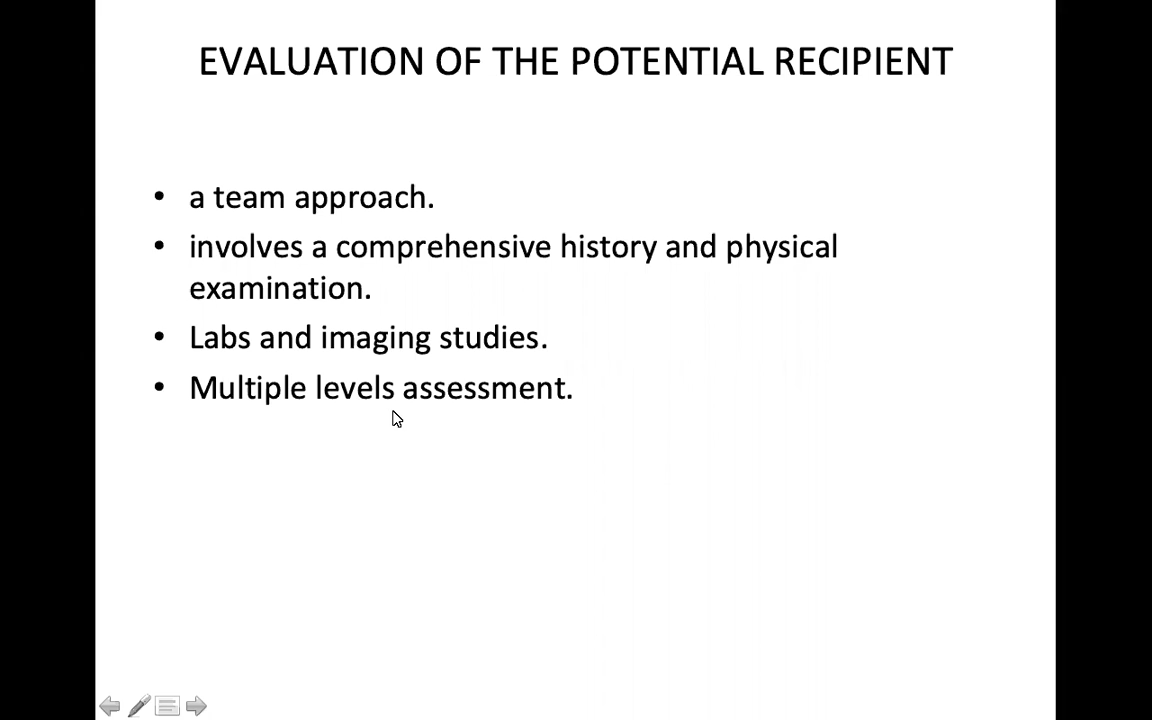 EVALUATION OF THE POTENTIAL RECIPIENT
• a team approach.
• involves a comprehensive history and physical
examination.
• Labs and imaging studies.
• Multiple levels assessment.